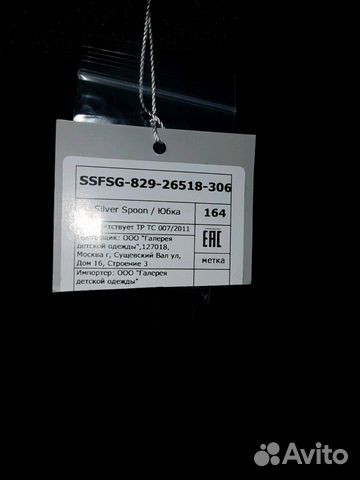 SSFSG-829-26518-306
Silver Spoon / Юбка
164
ТР ТС 007/2011
ООО "Галерея
детской одежды",127018,
Москва г, Сущевский Вал ул,
Дом 16, Строение 3
EAC
метка
Импортер: ООО "Галерея
детской одежды"
Avito